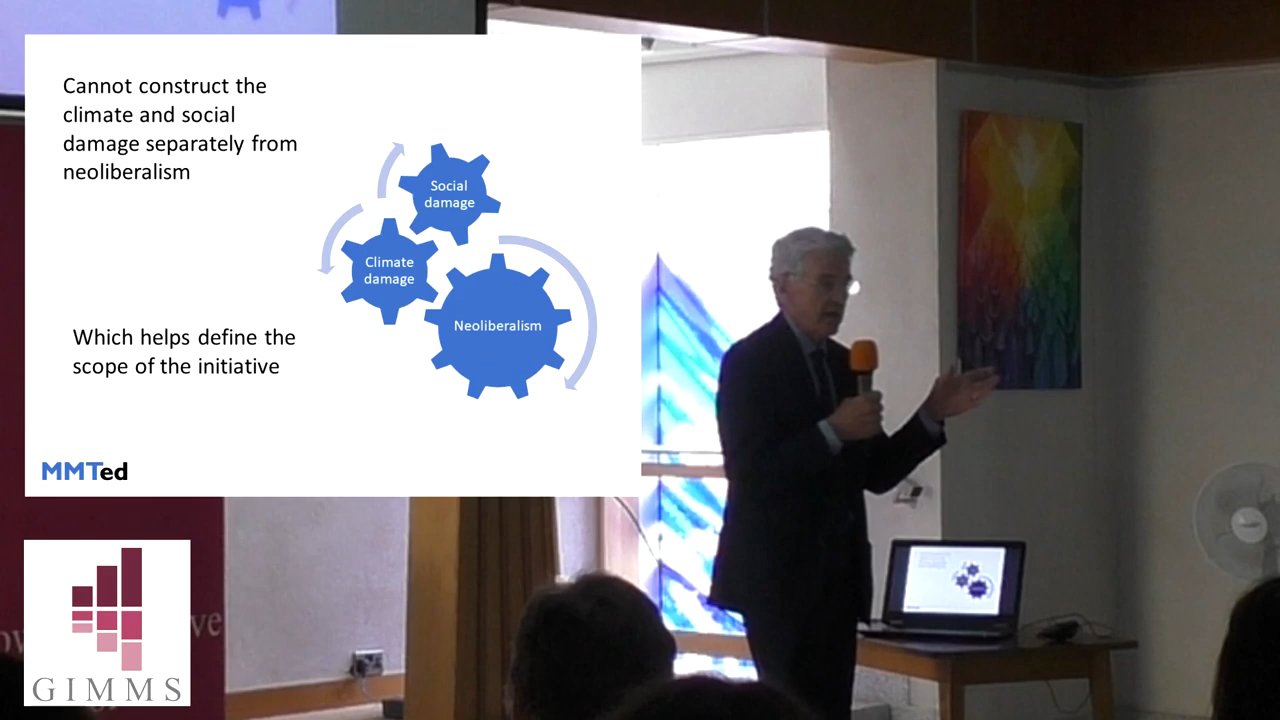 Cannot construct the
climate and social
damage separately from
neoliberalism
Social
damage
Climate
damage
Neoliberalism
Which helps define the
scope of the initiative
MMTed
GIMMS